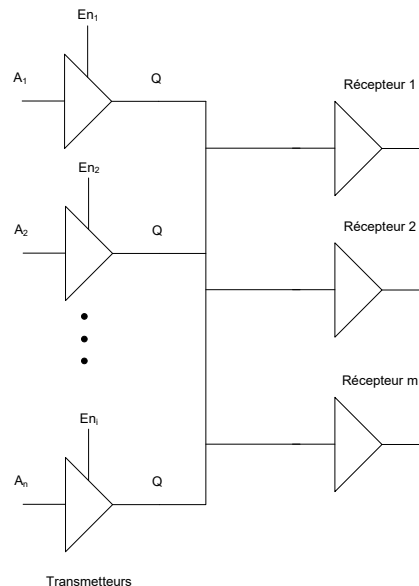 En₁
A₁
Q
Récepteur 1
En₂
A₂
Q
Récepteur 2
Récepteur m
Enᵢ
Aₙ
Q
Transmetteurs